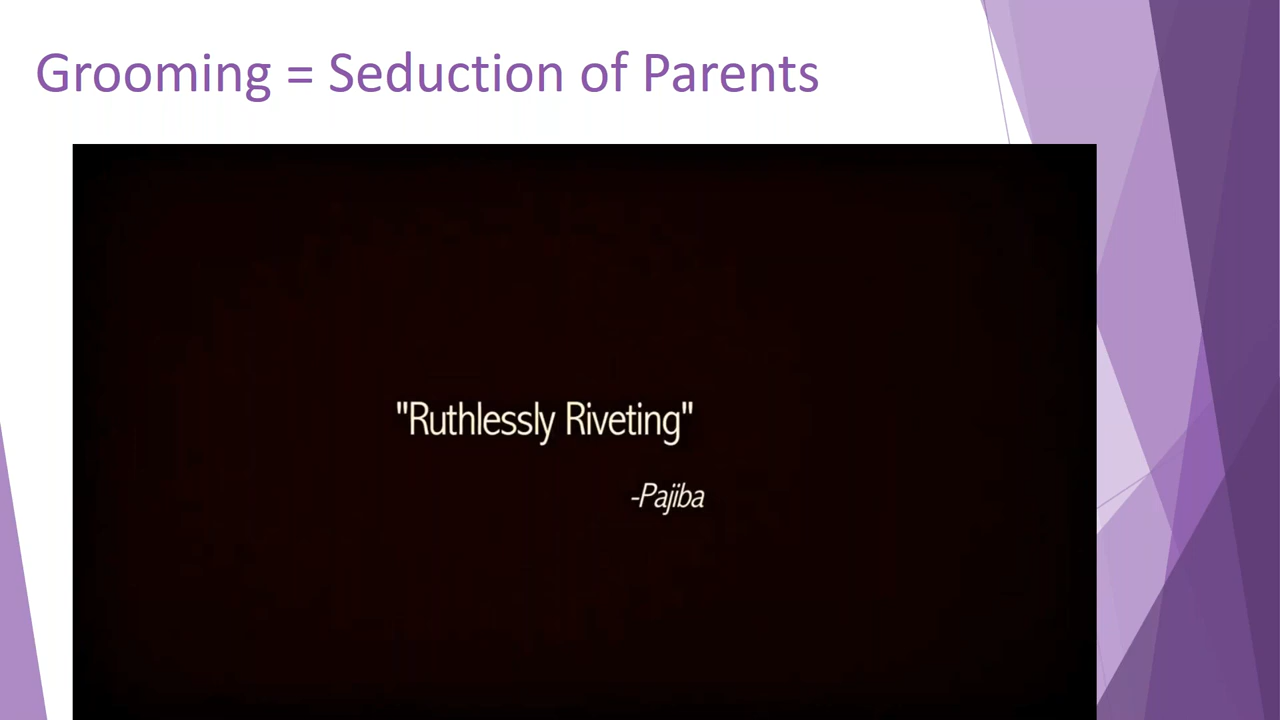 Grooming = Seduction of Parents
"Ruthlessly Riveting"
-Pajiba